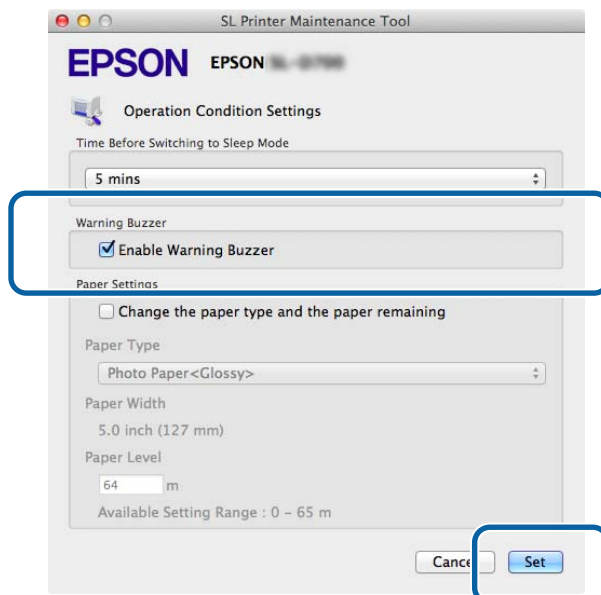 SL Printer Maintenance Tool
EPSON EPSON
Operation Condition Settings
Time Before Switching to Sleep Mode
5 mins
Warning Buzzer
Enable Warning Buzzer
Paper Settings
Change the paper type and the paper remaining
Paper Type
Photo Paper<Glossy>
Paper Width
5.0 inch (127 mm)
Paper Level
64 m
Available Setting Range : 0 – 65 m
Cancel Set